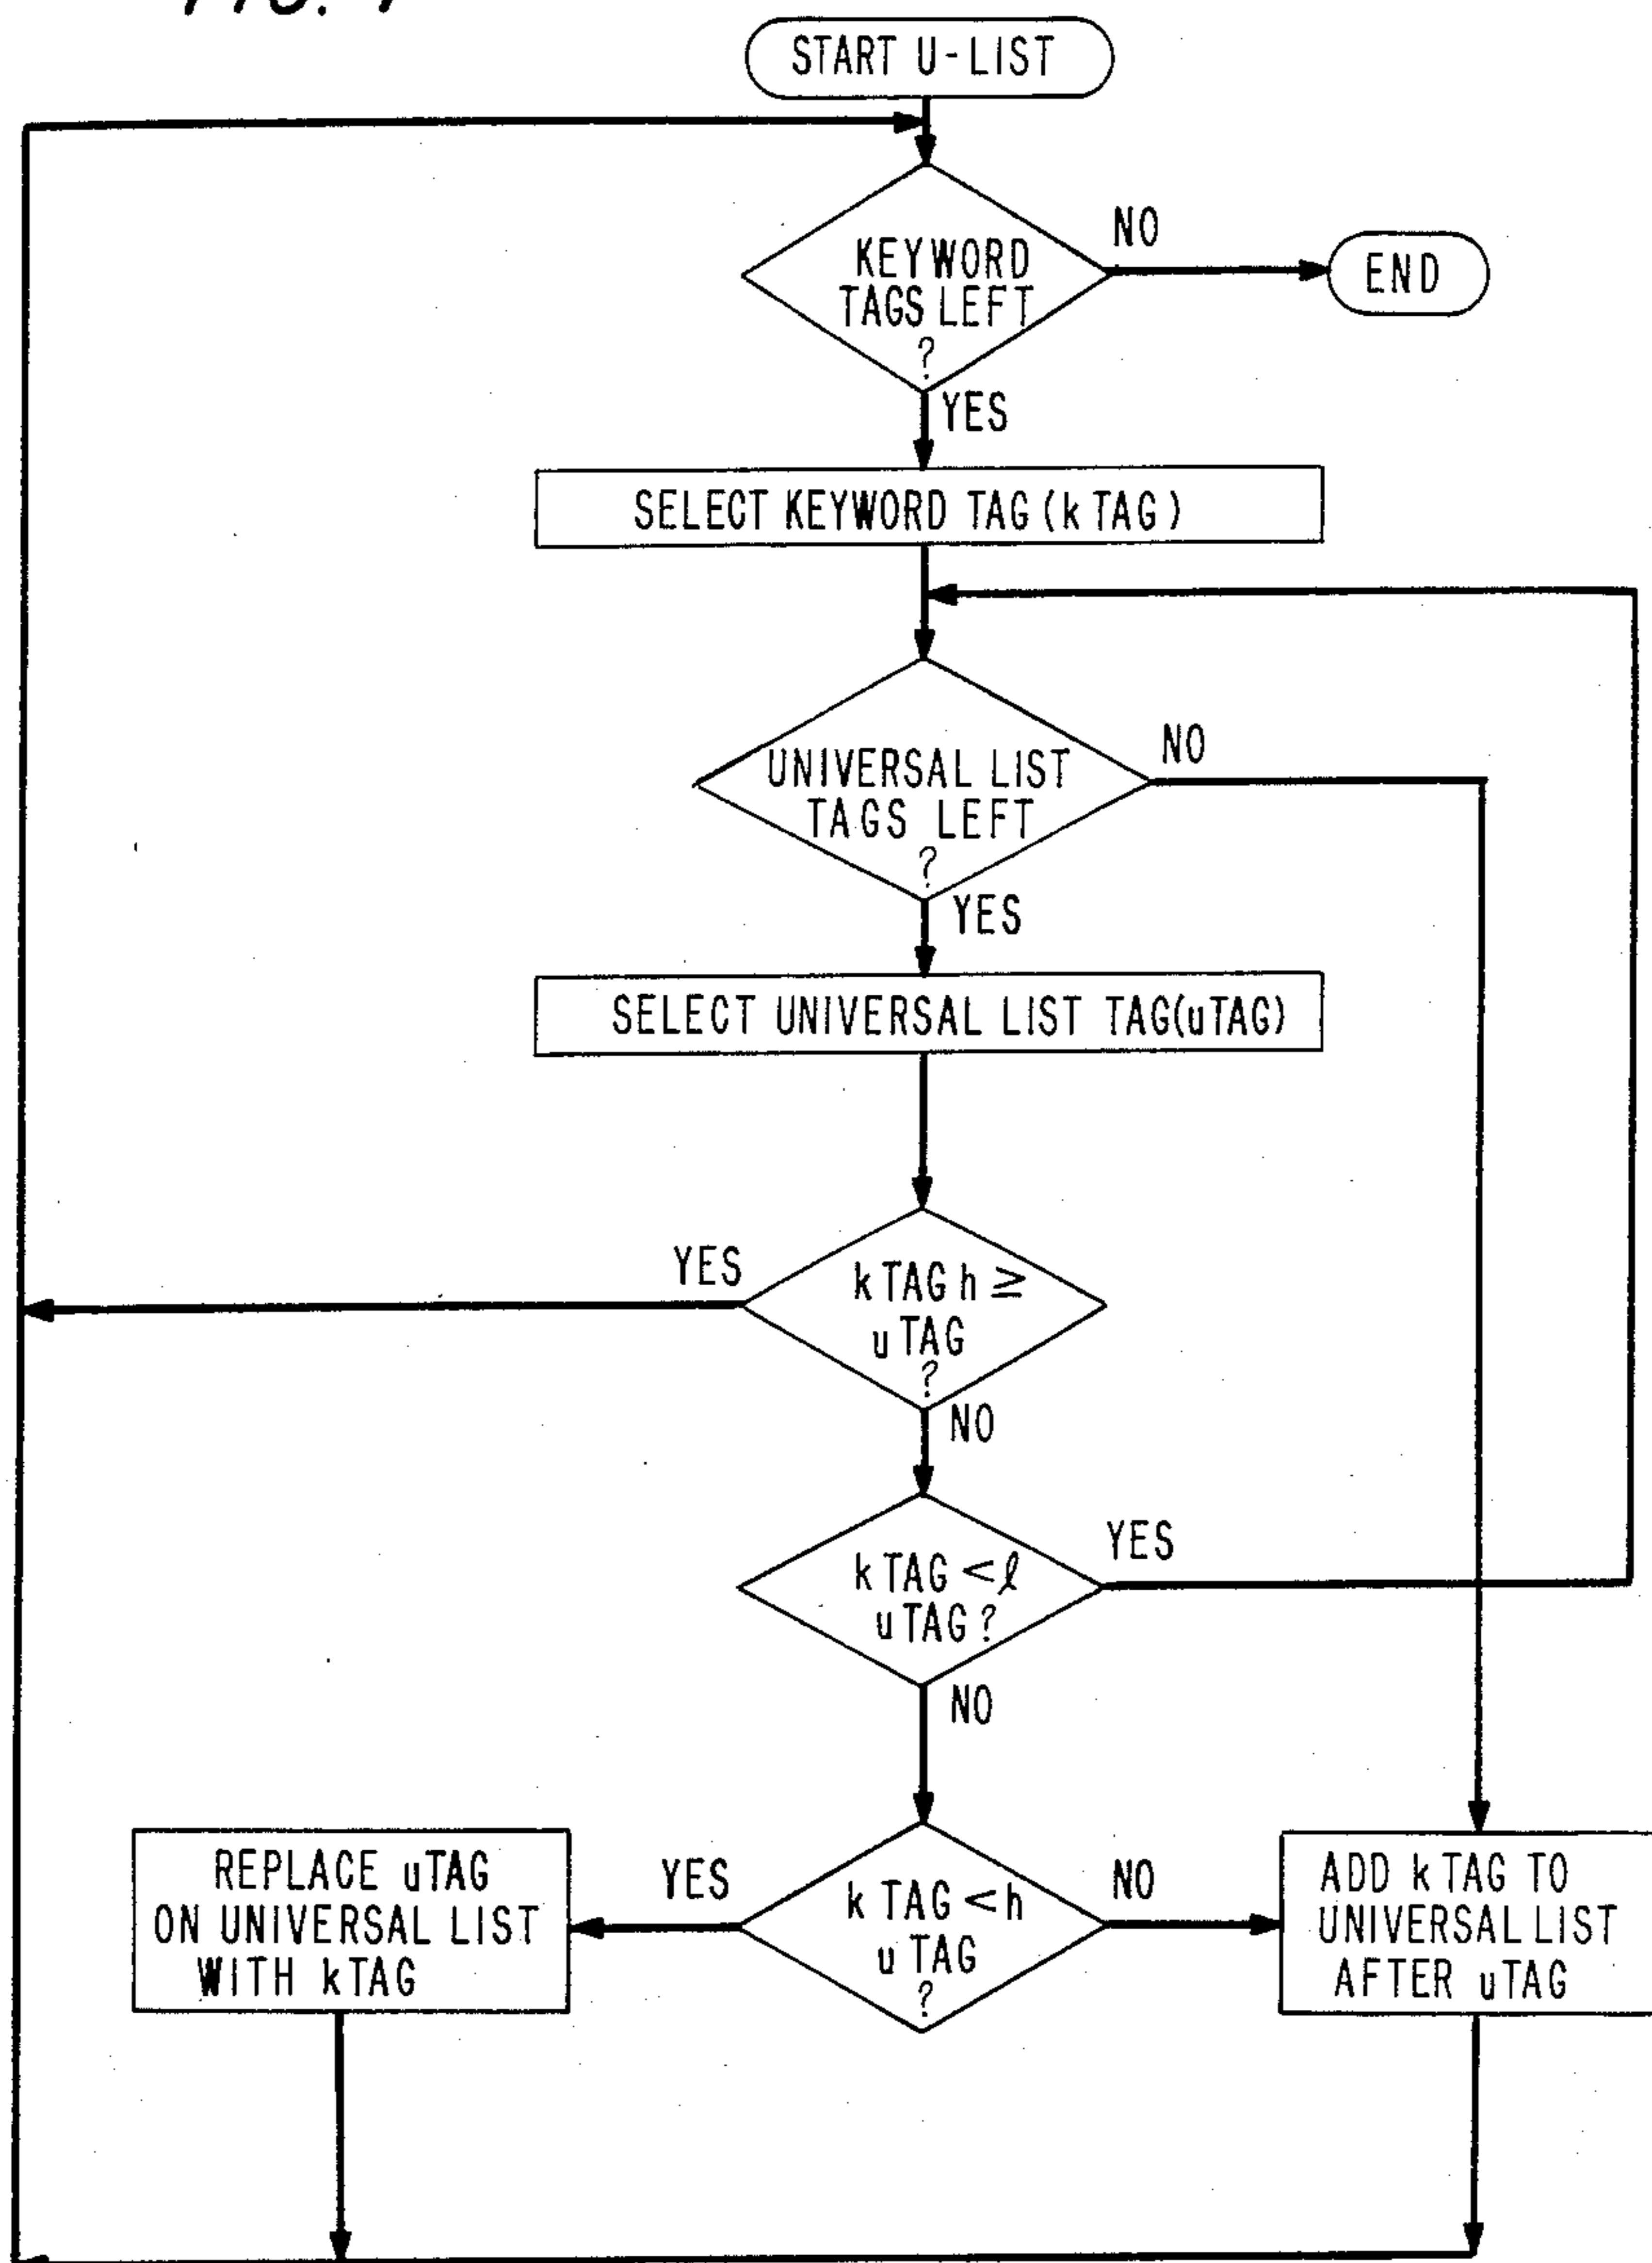 START U-LIST
KEYWORD
TAGS LEFT
?
NO
END
YES
SELECT KEYWORD TAG (k TAG)
UNIVERSAL LIST
TAGS LEFT
?
NO
YES
SELECT UNIVERSAL LIST TAG(uTAG)
YES
k TAG h ≥
u TAG
?
NO
k TAG < ℓ
u TAG ?
YES
NO
REPLACE uTAG
ON UNIVERSAL LIST
WITH kTAG
YES
k TAG < h
u TAG
?
NO
ADD k TAG TO
UNIVERSAL LIST
AFTER uTAG